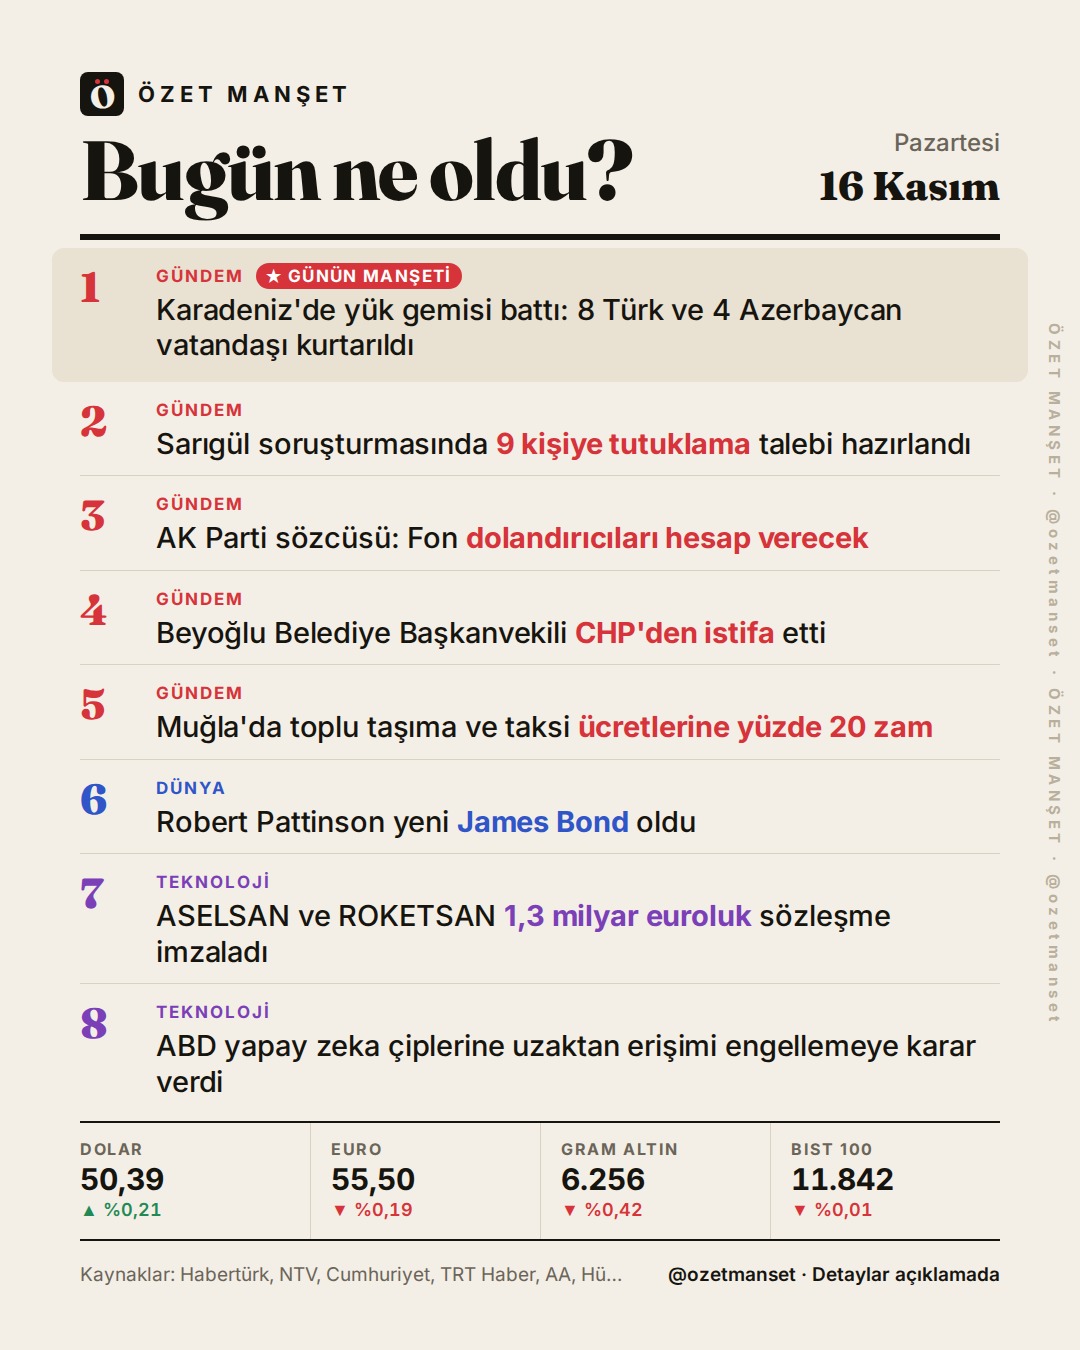 ö ÖZET MANŞET
Bugün ne oldu?
Pazartesi
16 Kasım
1
GÜNDEM ★ GÜNÜN MANŞETİ
Karadeniz'de yük gemisi battı: 8 Türk ve 4 Azerbaycan
vatandaşı kurtarıldı
2
GÜNDEM
Sarıgül soruşturmasında 9 kişiye tutuklama talebi hazırlandı
3
GÜNDEM
AK Parti sözcüsü: Fon dolandırıcıları hesap verecek
4
GÜNDEM
Beyoğlu Belediye Başkanvekili CHP'den istifa etti
5
GÜNDEM
Muğla'da toplu taşıma ve taksi ücretlerine yüzde 20 zam
6
DÜNYA
Robert Pattinson yeni James Bond oldu
7
TEKNOLOJİ
ASELSAN ve ROKETSAN 1,3 milyar euroluk sözleşme
imzaladı
8
TEKNOLOJİ
ABD yapay zeka çiplerine uzaktan erişimi engellemeye karar
verdi
DOLAR
50,39
▲ %0,21
EURO
55,50
▼ %0,19
GRAM ALTIN
6.256
▼ %0,42
BIST 100
11.842
▼ %0,01
Kaynaklar: Habertürk, NTV, Cumhuriyet, TRT Haber, AA, Hü...
@ozetmanset · Detaylar açıklamada
ÖZET MANŞET · @ozetmanset · ÖZET MANŞET · @ozetmanset